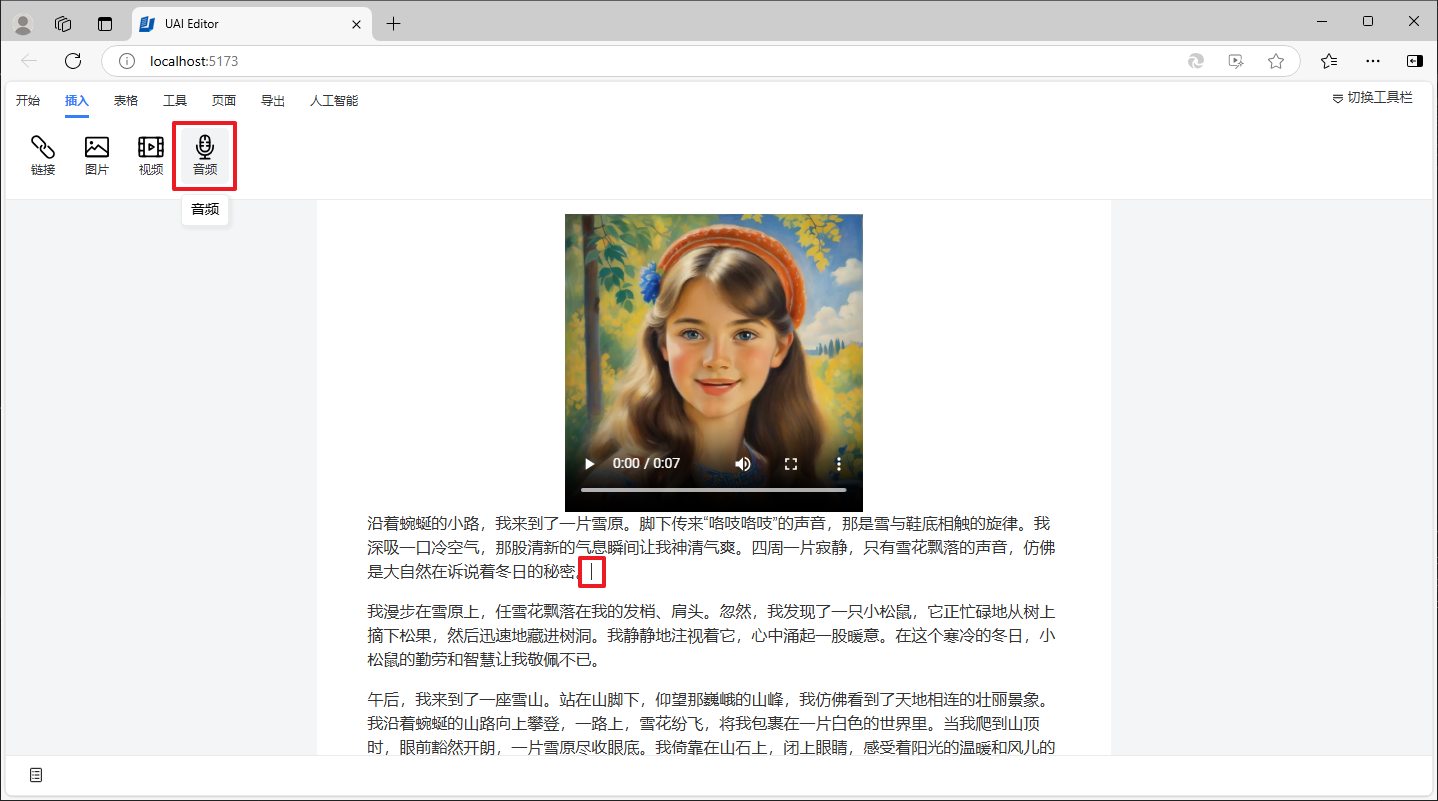 UAI Editor
localhost:5173
开始 插入 表格 工具 页面 导出 人工智能 切换工具栏
链接 图片 视频 音频
音频
0:00 / 0:07
沿着蜿蜒的小路，我来到了一片雪原。脚下传来“咯吱咯吱”的声音，那是雪与鞋底相触的旋律。我
深吸一口冷空气，那股清新的气息瞬间让我神清气爽。四周一片寂静，只有雪花飘落的声音，仿佛
是大自然在诉说着冬日的秘密。
我漫步在雪原上，任雪花飘落在我的发梢、肩头。忽然，我发现了一只小松鼠，它正忙碌地从树上
摘下松果，然后迅速地藏进树洞。我静静地注视着它，心中涌起一股暖意。在这个寒冷的冬日，小
松鼠的勤劳和智慧让我敬佩不已。
午后，我来到了一座雪山。站在山脚下，仰望那巍峨的山峰，我仿佛看到了天地相连的壮丽景象。
我沿着蜿蜒的山路向上攀登，一路上，雪花纷飞，将我包裹在一片白色的世界里。当我爬到山顶
时，眼前豁然开朗，一片雪原尽收眼底。我倚靠在山石上，闭上眼睛，感受着阳光的温暖和风儿的